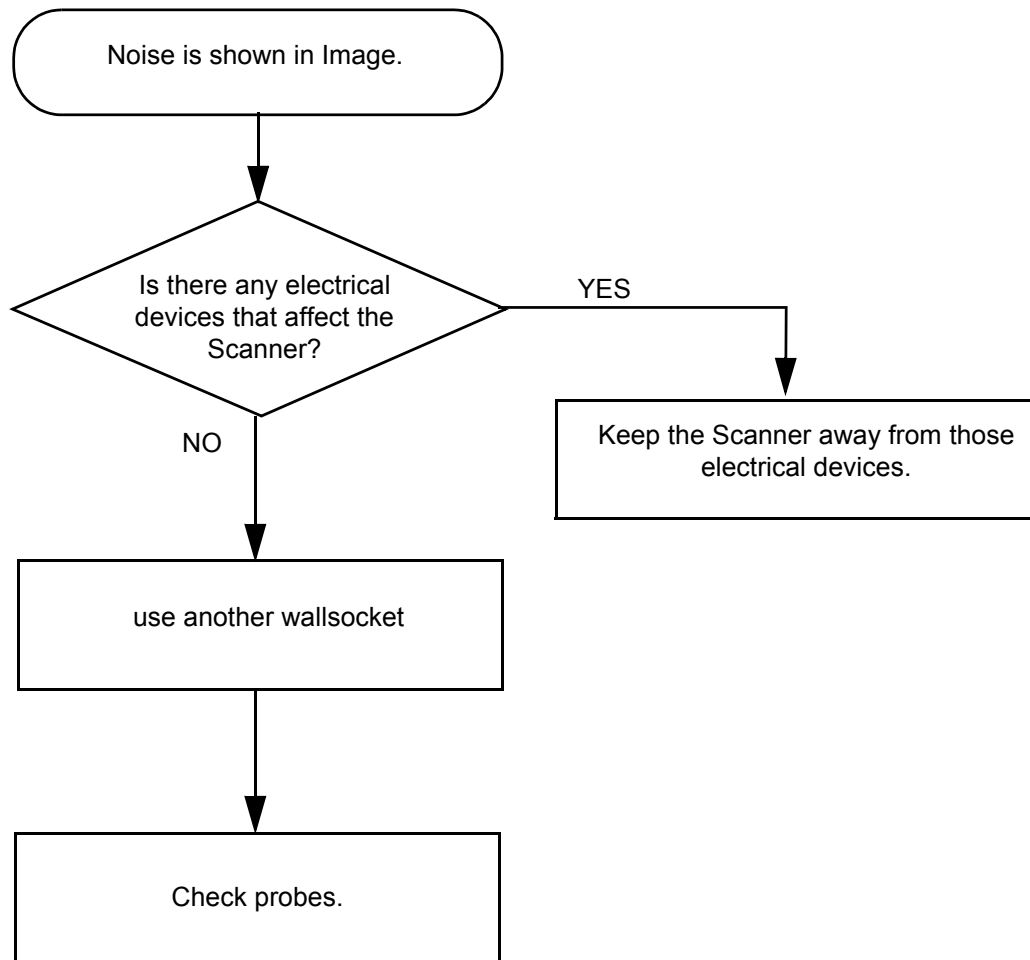 Noise is shown in Image.
Is there any electrical
devices that affect the
Scanner?
YES
Keep the Scanner away from those
electrical devices.
NO
use another wallsocket
Check probes.